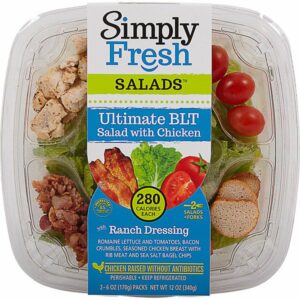 Simply
Fresh
SALADS™
Ultimate BLT
Salad with Chicken
280
CALORIES
EACH
2
SALADS
FORKS
with Ranch Dressing
ROMAINE LETTUCE AND TOMATOES, BACON
CRUMBLES, SEASONED CHICKEN BREAST WITH
RIB MEAT AND SEA SALT BAGEL CHIPS
CHICKEN RAISED WITHOUT ANTIBIOTICS
PERISHABLE • KEEP REFRIGERATED
2-6 OZ (170g) PACKS NET WT 12 OZ (340g)